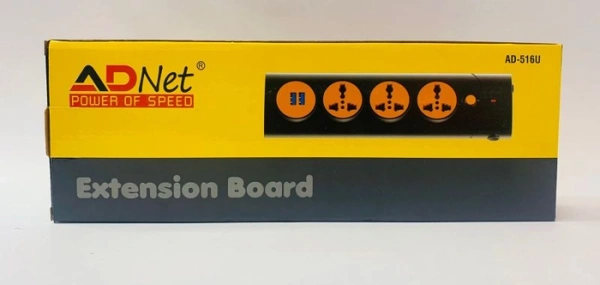 ADNet®
POWER OF SPEED
AD-516U
Extension Board